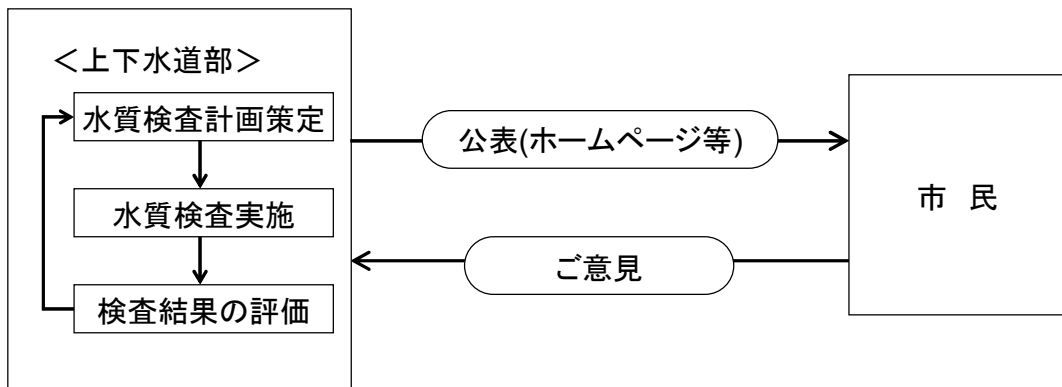 ＜上下水道部＞
水質検査計画策定
水質検査実施
検査結果の評価
公表(ホームページ等)
ご意見
市　民